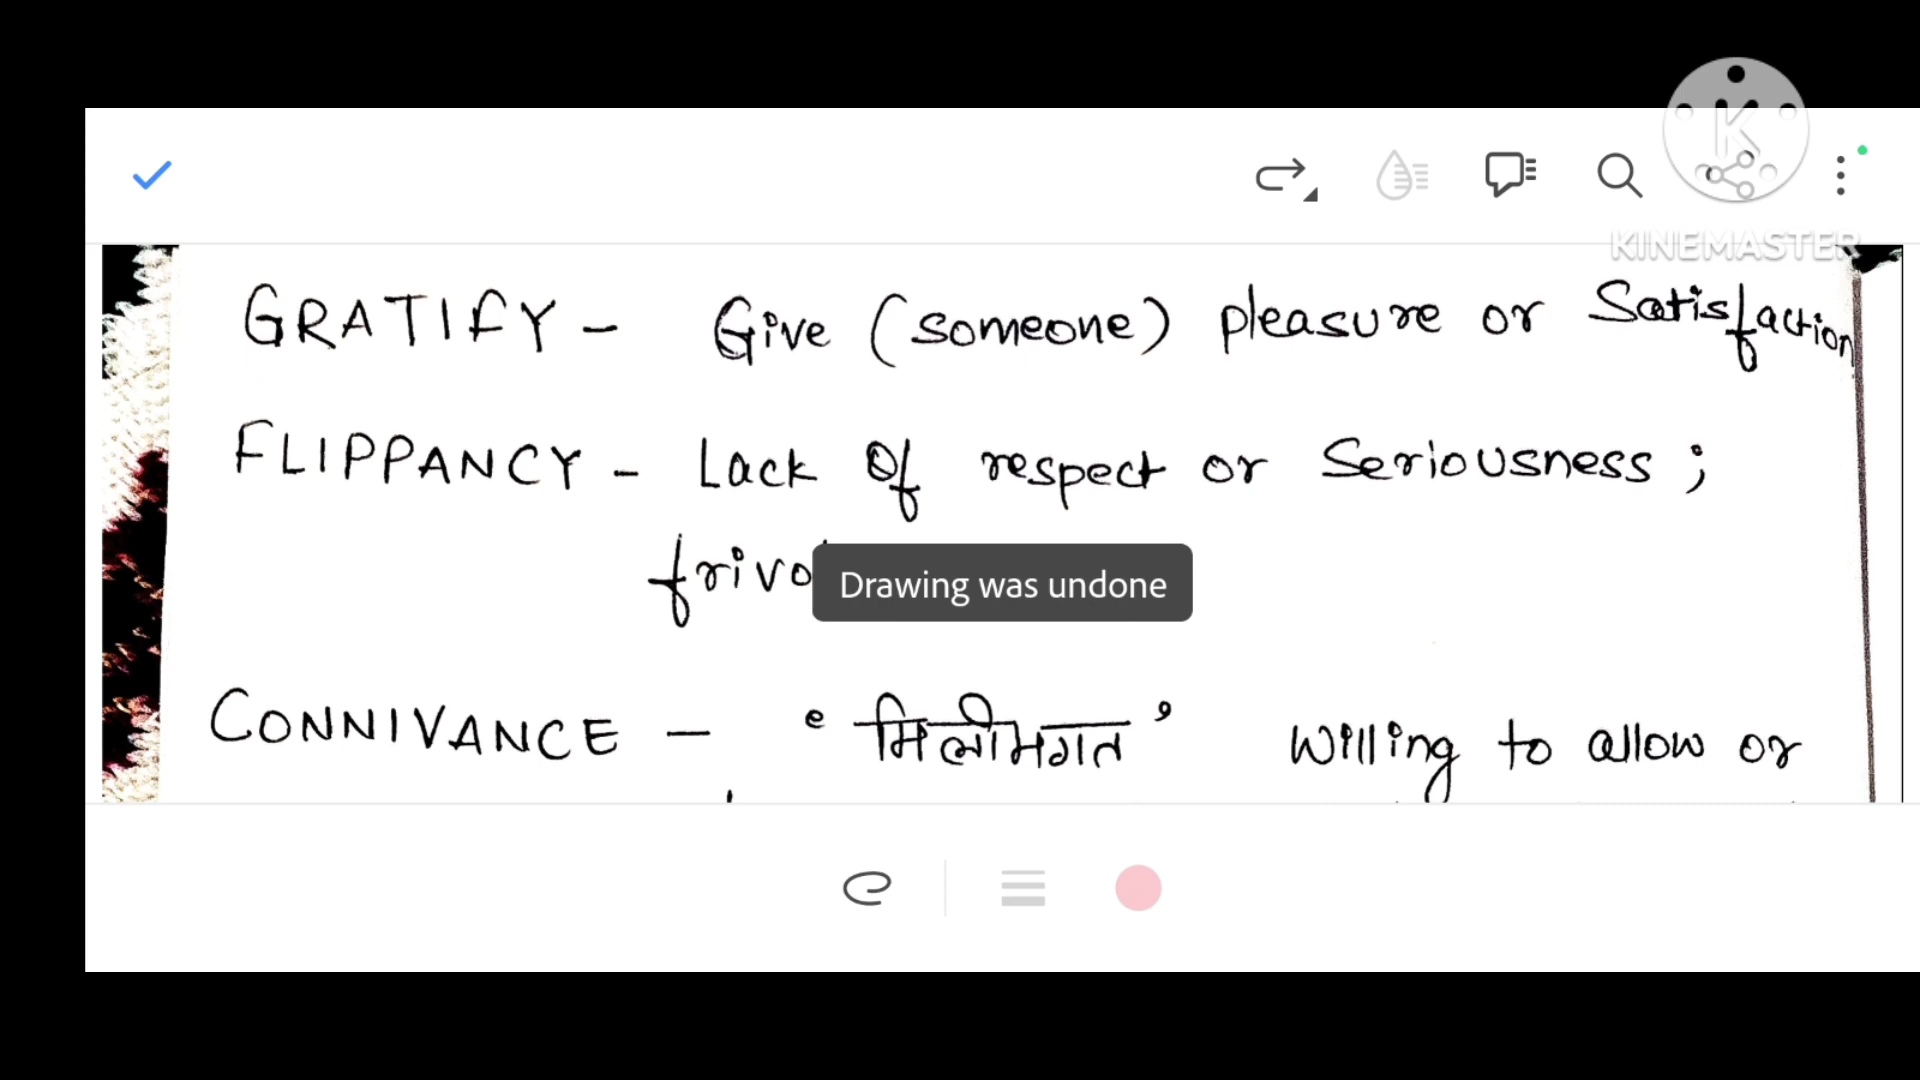 KINEMASTER
GRATIFY - Give (someone) pleasure or Satisfaction
FLIPPANCY - Lack Of respect or Seriousness ;
Drawing was undone
CONNIVANCE - ‘ मिलीभगत ’ willing to allow or